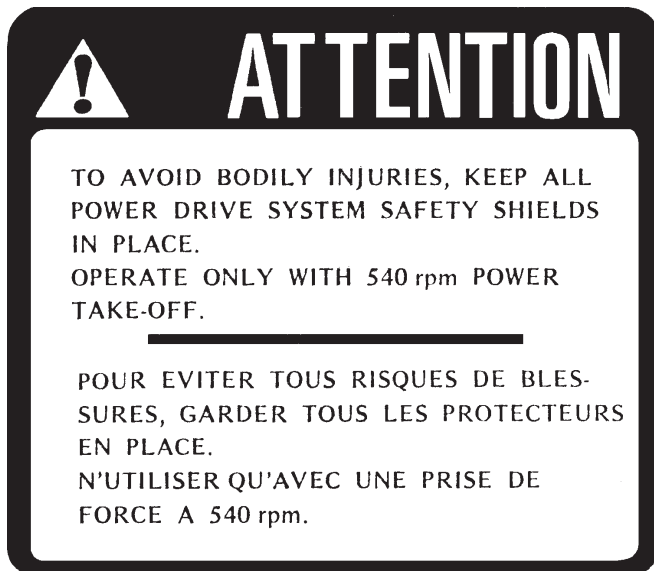 ATTENTION
TO AVOID BODILY INJURIES, KEEP ALL
POWER DRIVE SYSTEM SAFETY SHIELDS
IN PLACE.
OPERATE ONLY WITH 540 rpm POWER
TAKE-OFF.
POUR EVITER TOUS RISQUES DE BLES-
SURES, GARDER TOUS LES PROTECTEURS
EN PLACE.
N'UTILISER QU'AVEC UNE PRISE DE
FORCE A 540 rpm.